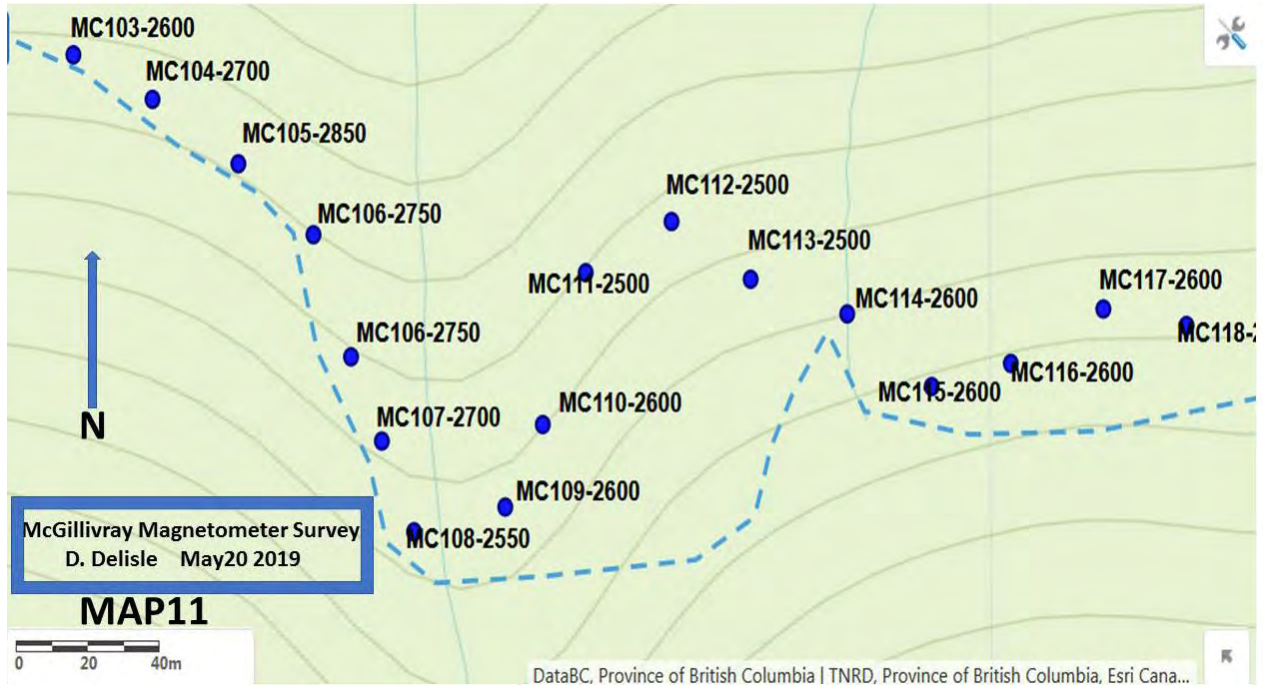 MC103-2600
MC104-2700
MC105-2850
MC106-2750
MC112-2500
MC113-2500
MC111-2500
MC114-2600
MC117-2600
MC118-2
MC106-2750
MC115-2600
MC116-2600
MC107-2700
MC110-2600
MC109-2600
MC108-2550
N
McGillivray Magnetometer Survey
D. Delisle May20 2019
MAP11
0 20 40m
DataBC, Province of British Columbia | TNRD, Province of British Columbia, Esri Cana...